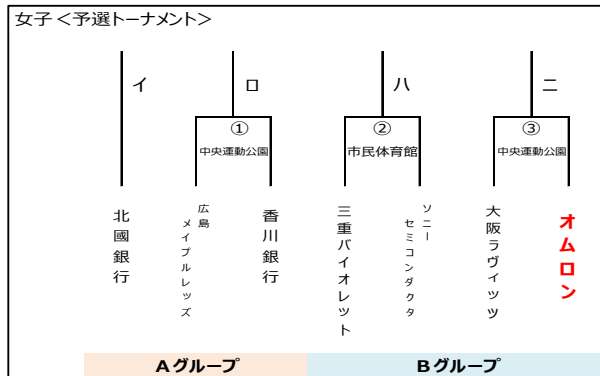 女子＜予選トーナメント＞
イ
ロ
ハ
ニ
①
中央運動公園
②
市民体育館
③
中央運動公園
北國銀行
広島
メイプルレッズ
香川銀行
三重バイオレット
ソニー
セミコンダクタ
大阪ラヴィッツ
オムロン
Aグループ
Bグループ